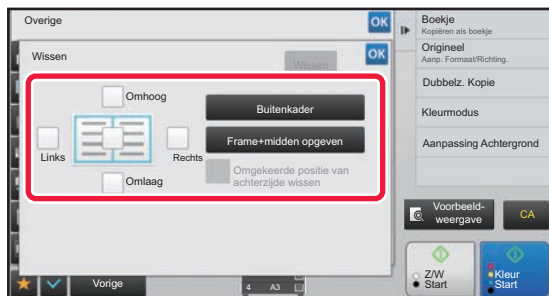 Overige
OK
Wissen
OK
Wissen
Omhoog
Links
Rechts
Omlaag
Buitenkader
Frame+midden opgeven
Omgekeerde positie van
achterzijde wissen
Vorige
4 A3
Boekje
Kopiëren als boekje
Origineel
Aanp. Formaat/Richting.
Dubbelz. Kopie
Kleurmodus
Aanpassing Achtergrond
Voorbeeld-
weergave
CA
Z/W
Start
Kleur
Start